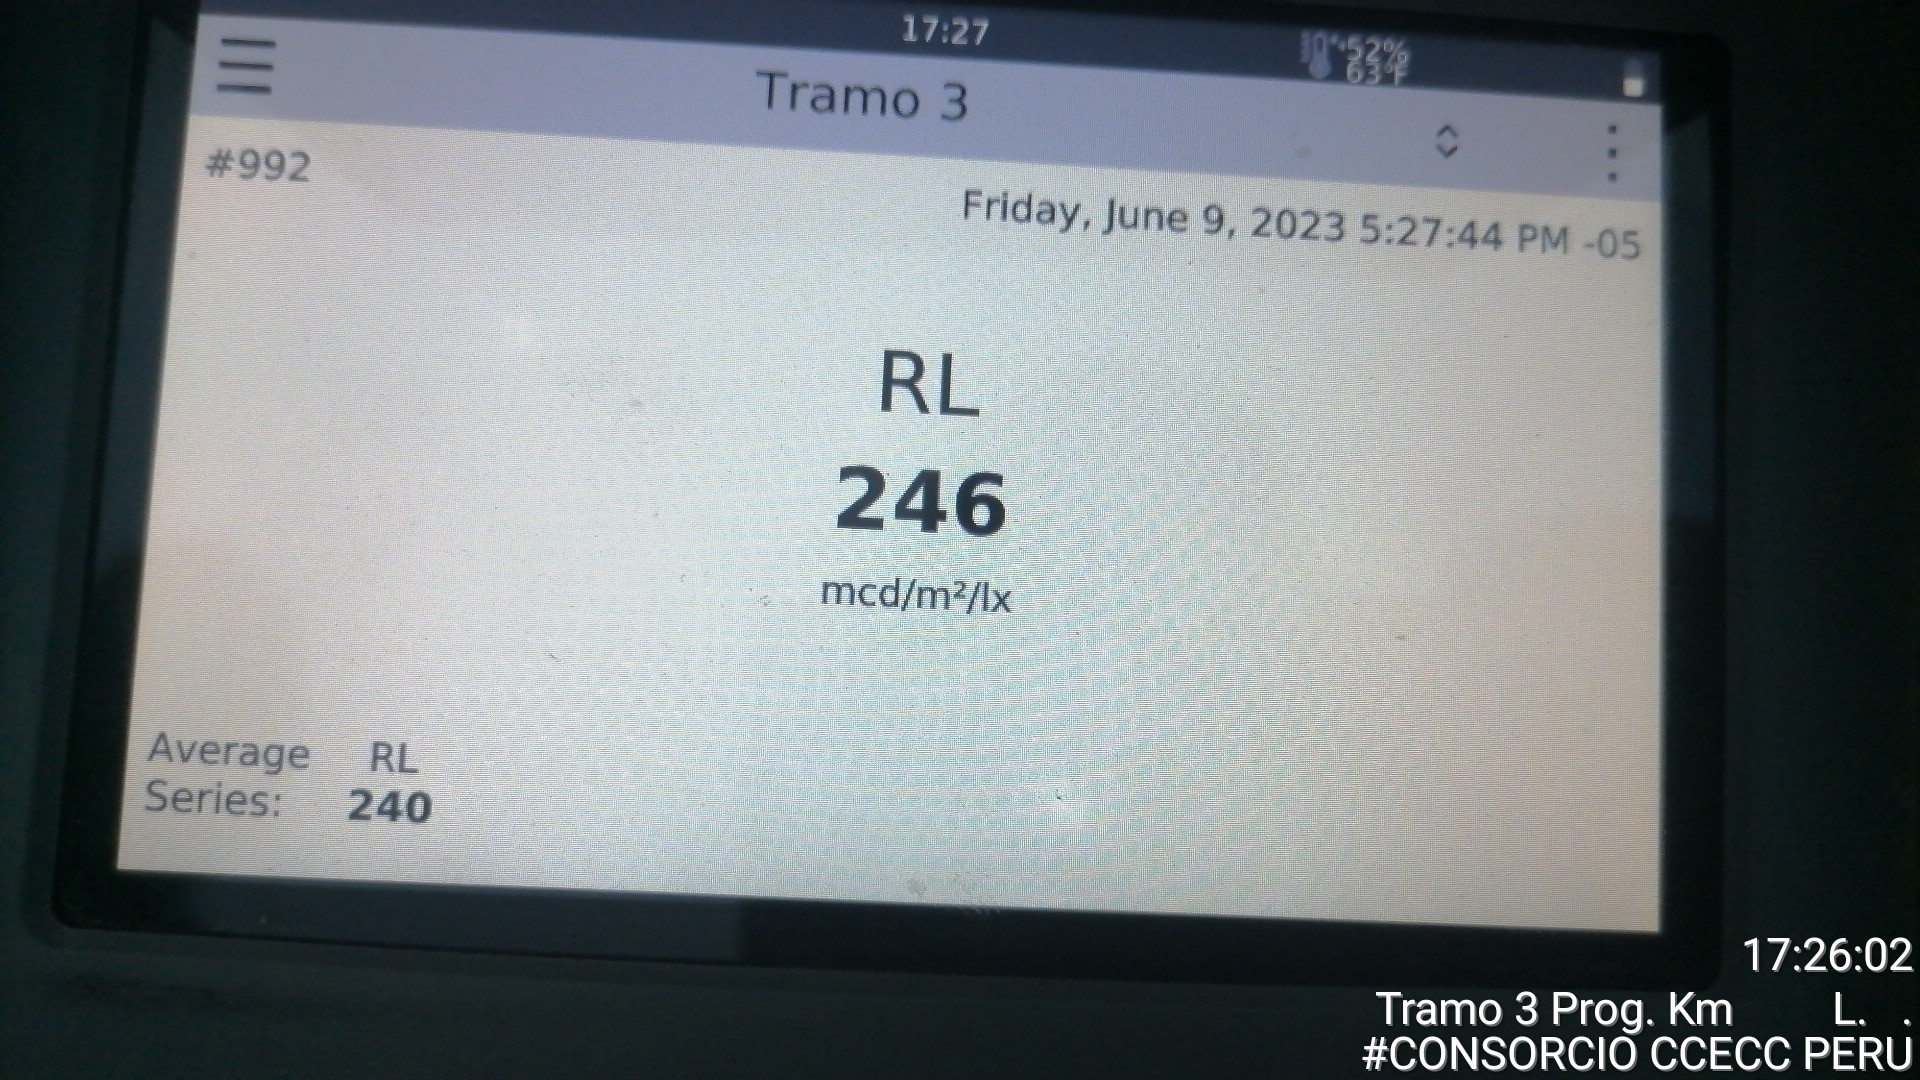 17:27
52%
63°F
Tramo 3
#992
Friday, June 9, 2023 5:27:44 PM -05
RL
246
mcd/m²/lx
Average RL
Series: 240
17:26:02
Tramo 3 Prog. Km L. .
#CONSORCIO CCECC PERU